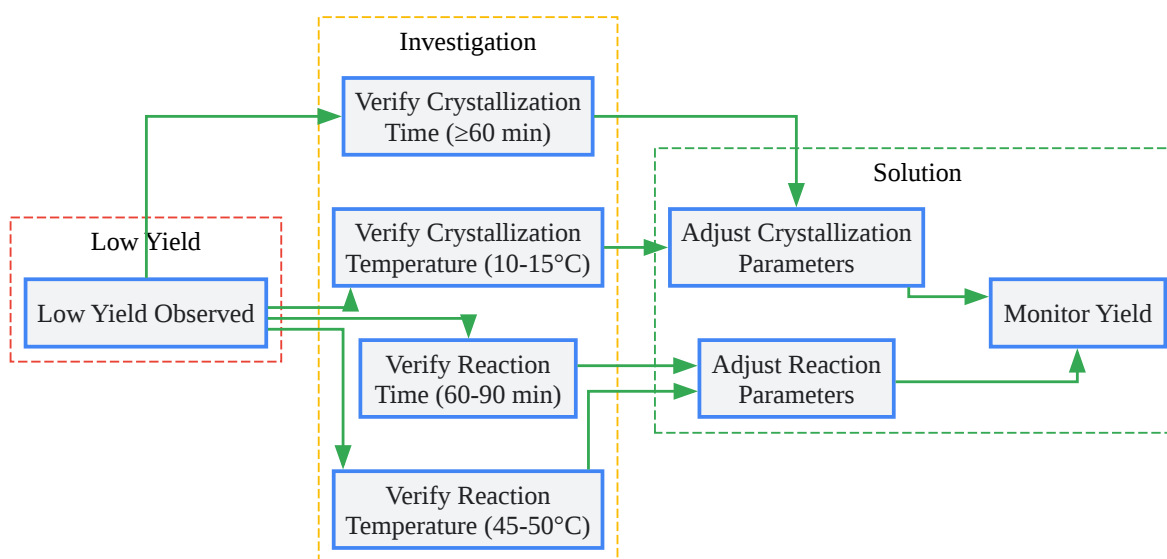 Investigation
Verify Crystallization
Time (≥60 min)
Solution
Low Yield
Verify Crystallization
Temperature (10-15°C)
Adjust Crystallization
Parameters
Low Yield Observed
Monitor Yield
Verify Reaction
Time (60-90 min)
Adjust Reaction
Parameters
Verify Reaction
Temperature (45-50°C)